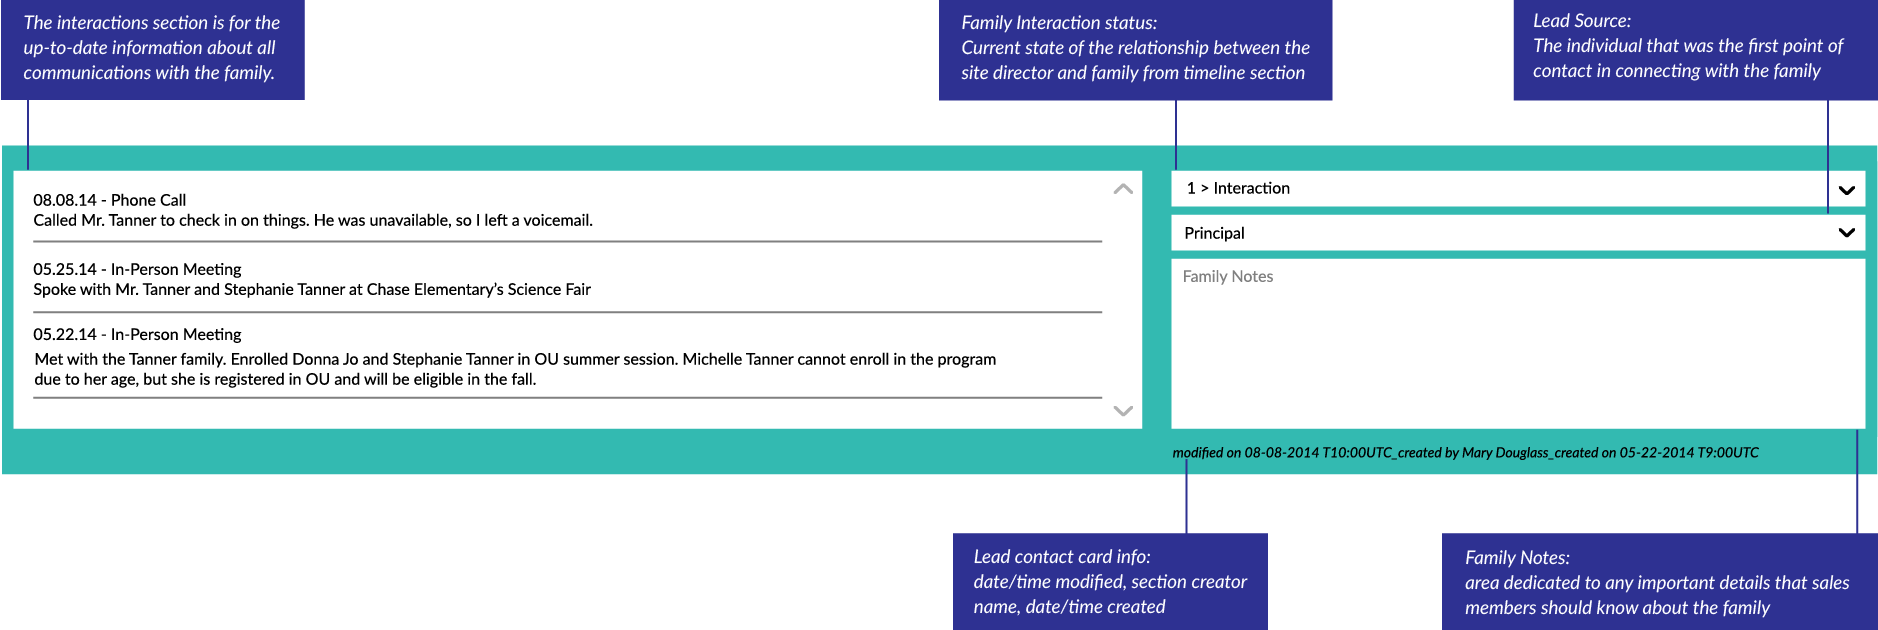 The interactions section is for the
up-to-date information about all
communications with the family.
Family Interaction status:
Current state of the relationship between the
site director and family from timeline section
Lead Source:
The individual that was the first point of
contact in connecting with the family
08.08.14 - Phone Call
Called Mr. Tanner to check in on things. He was unavailable, so I left a voicemail.
05.25.14 - In-Person Meeting
Spoke with Mr. Tanner and Stephanie Tanner at Chase Elementary’s Science Fair
05.22.14 - In-Person Meeting
Met with the Tanner family. Enrolled Donna Jo and Stephanie Tanner in OU summer session. Michelle Tanner cannot enroll in the program
due to her age, but she is registered in OU and will be eligible in the fall.
1 > Interaction
Principal
Family Notes
modified on 08-08-2014 T10:00UTC_created by Mary Douglass_created on 05-22-2014 T9:00UTC
Lead contact card info:
date/time modified, section creator
name, date/time created
Family Notes:
area dedicated to any important details that sales
members should know about the family